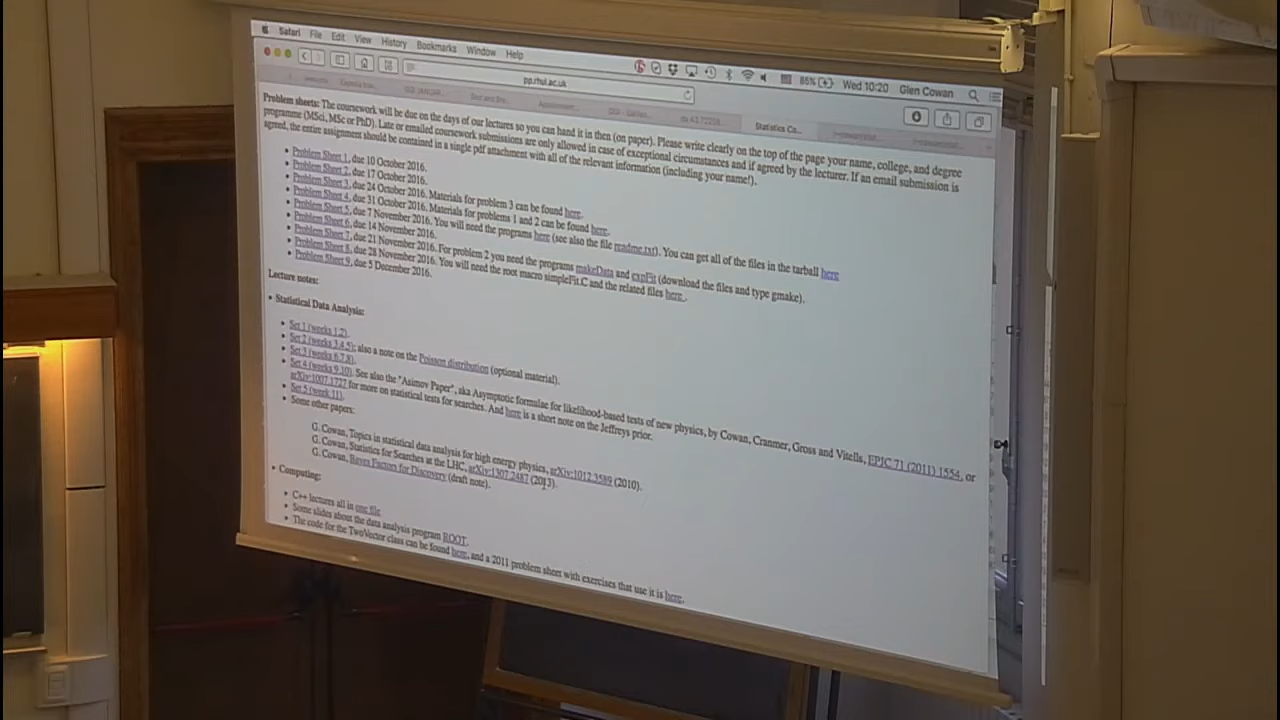 Safari File Edit View History Bookmarks Window Help 85% Wed 10:20 Glen Cowan
pp.rhul.ac.uk
Statistics Co...
Problem sheets: The coursework will be due on the days of our lectures so you can hand it in then (on paper). Please write clearly on the top of the page your name, college, and degree
programme (MSci, MSc or PhD). Late or emailed coursework submissions are only allowed in case of exceptional circumstances and if agreed by the lecturer. If an email submission is
agreed, the entire assignment should be contained in a single pdf attachment with all of the relevant information (including your name!).
• Problem Sheet 1, due 10 October 2016.
• Problem Sheet 2, due 17 October 2016.
• Problem Sheet 3, due 24 October 2016. Materials for problem 3 can be found here.
• Problem Sheet 4, due 31 October 2016. Materials for problems 1 and 2 can be found here.
• Problem Sheet 5, due 7 November 2016. You will need the programs here (see also the file readme.txt). You can get all of the files in the tarball here
• Problem Sheet 6, due 14 November 2016.
• Problem Sheet 7, due 21 November 2016. For problem 2 you need the programs makeData and expFit (download the files and type gmake).
• Problem Sheet 8, due 28 November 2016. You will need the root macro simpleFit.C and the related files here.
• Problem Sheet 9, due 5 December 2016.
Lecture notes:
• Statistical Data Analysis:
• Set 1 (weeks 1,2).
• Set 2 (weeks 3,4,5); also a note on the Poisson distribution (optional material).
• Set 3 (weeks 6,7,8).
• Set 4 (weeks 9,10). See also the "Asimov Paper", aka Asymptotic formulae for likelihood-based tests of new physics, by Cowan, Cranmer, Gross and Vitells, EPJC 71 (2011) 1554, or
arXiv:1007.1727 for more on statistical tests for searches. And here is a short note on the Jeffreys prior.
• Set 5 (week 11).
• Some other papers:
G. Cowan, Topics in statistical data analysis for high energy physics, arXiv:1012.3589 (2010).
G. Cowan, Statistics for Searches at the LHC, arXiv:1307.2487 (2013).
G. Cowan, Bayes Factors for Discovery (draft note).
• Computing:
• C++ lectures all in one file
• Some slides about the data analysis program ROOT.
• The code for the TwoVector class can be found here, and a 2011 problem sheet with exercises that use it is here.